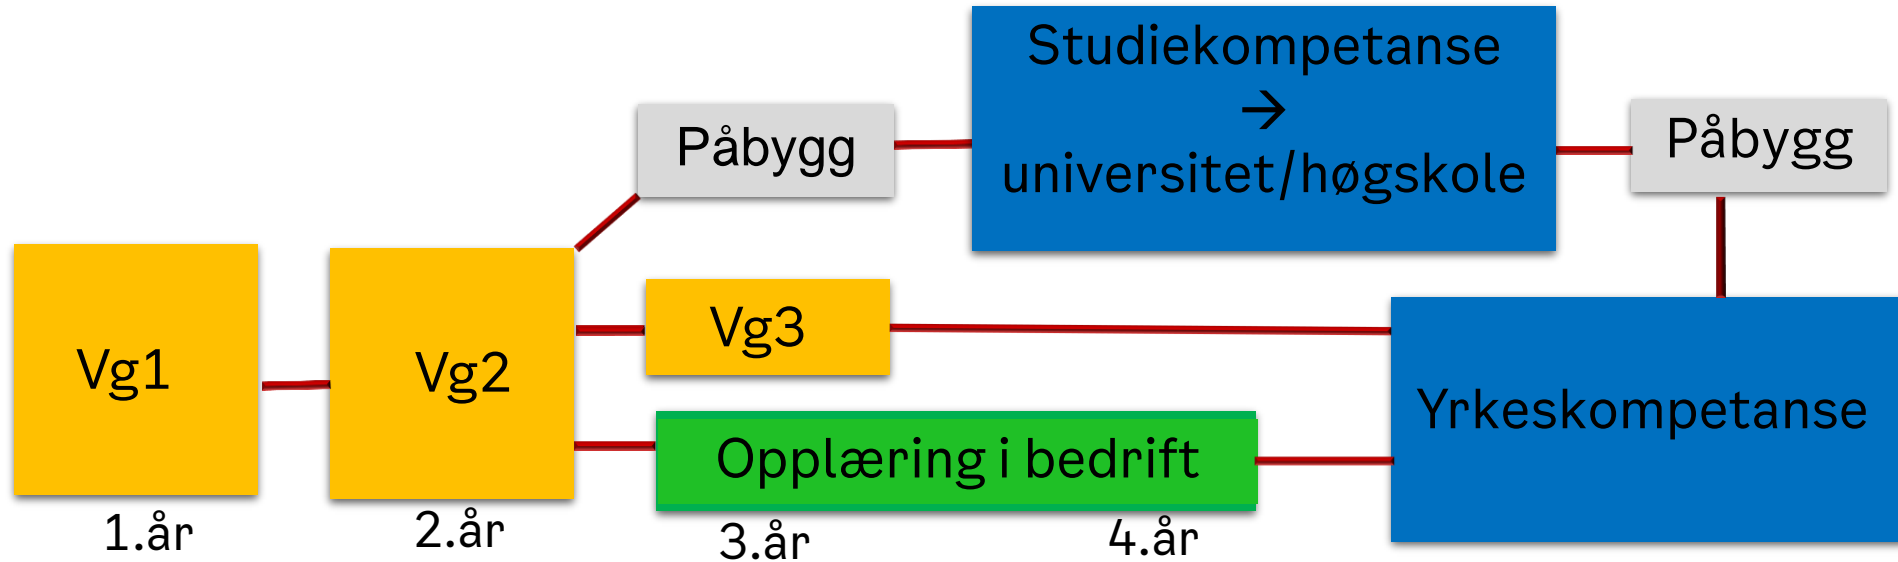 Studiekompetanse
→
universitet/høgskole
Påbygg
Påbygg
Vg1
Vg2
Vg3
Yrkeskompetanse
Opplæring i bedrift
1.år
2.år
3.år
4.år